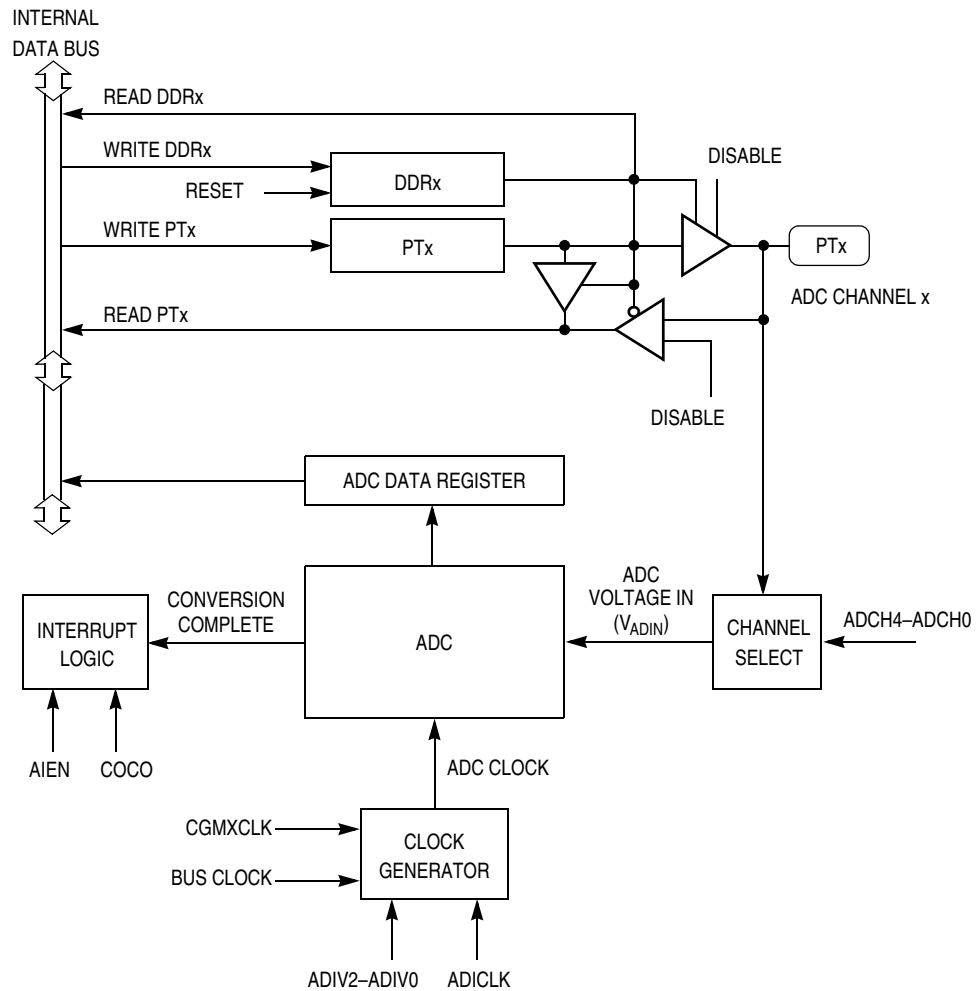 INTERNAL
DATA BUS
READ DDRx
WRITE DDRx
DISABLE
RESET
DDRx
WRITE PTx
PTx
PTx
ADC CHANNEL x
READ PTx
DISABLE
ADC DATA REGISTER
ADC
VOLTAGE IN
(VADIN)
CONVERSION
COMPLETE
INTERRUPT
LOGIC
ADC
CHANNEL
SELECT
ADCH4–ADCH0
AIEN
COCO
ADC CLOCK
CGMXCLK
CLOCK
GENERATOR
BUS CLOCK
ADIV2–ADIV0
ADICLK